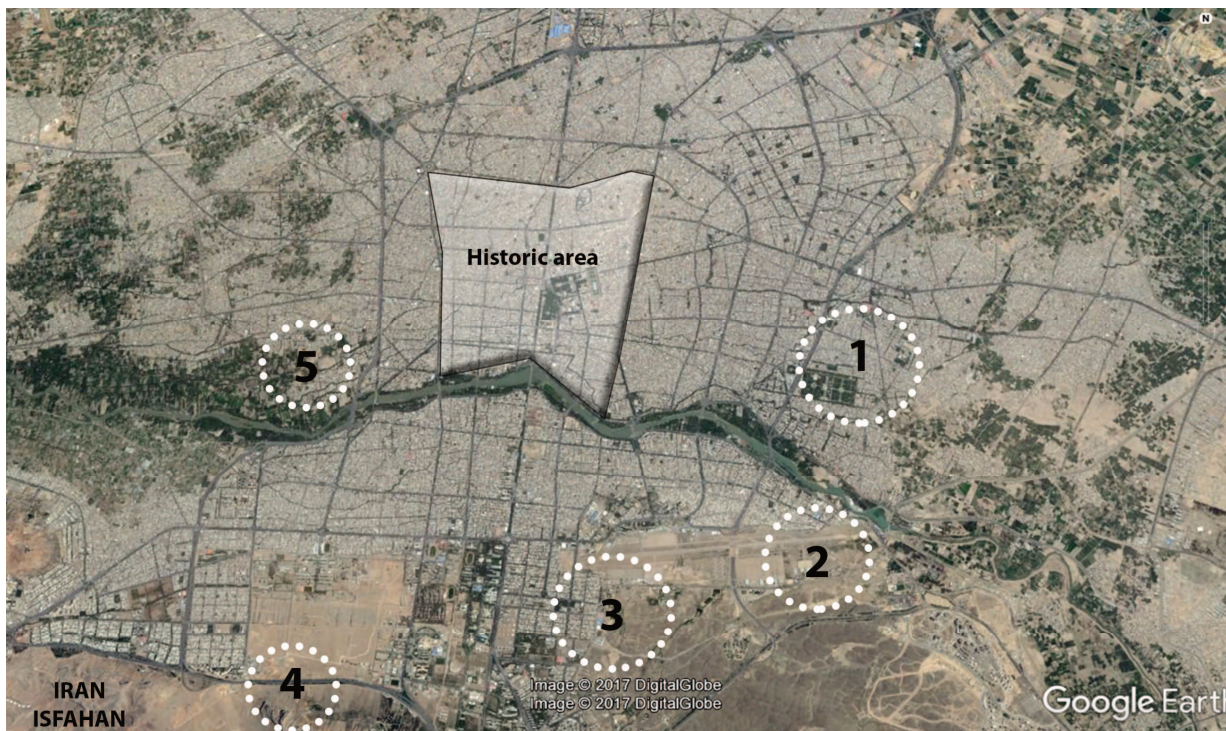 N
Historic area
5
1
2
3
4
Image © 2017 DigitalGlobe
Image © 2017 DigitalGlobe
IRAN
ISFAHAN
Google Earth